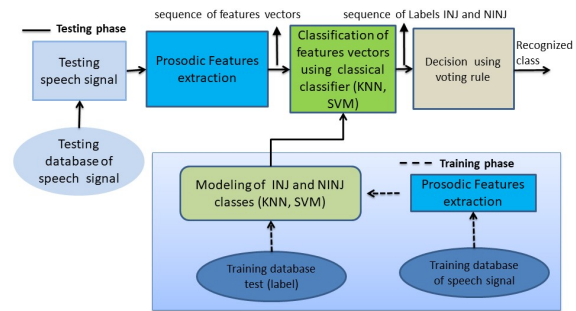 sequence of features vectors
sequence of Labels INJ and NINJ
Testing phase
Testing
speech signal
Prosodic Features
extraction
Classification of
features vectors
using classical
classifier (KNN,
SVM)
Decision using
voting rule
Recognized
class
Testing
database of
speech signal
Training phase
Modeling of INJ and NINJ
classes (KNN, SVM)
Prosodic Features
extraction
Training database
test (label)
Training database
of speech signal